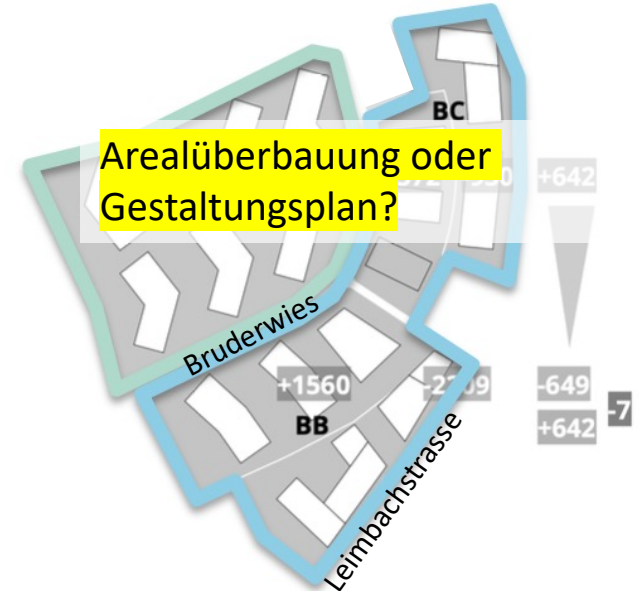 BC
Arealüberbauung oder
Gestaltungsplan?
+642
Bruderwies
+1560
-649
BB
+642
-7
Leimbachstrasse